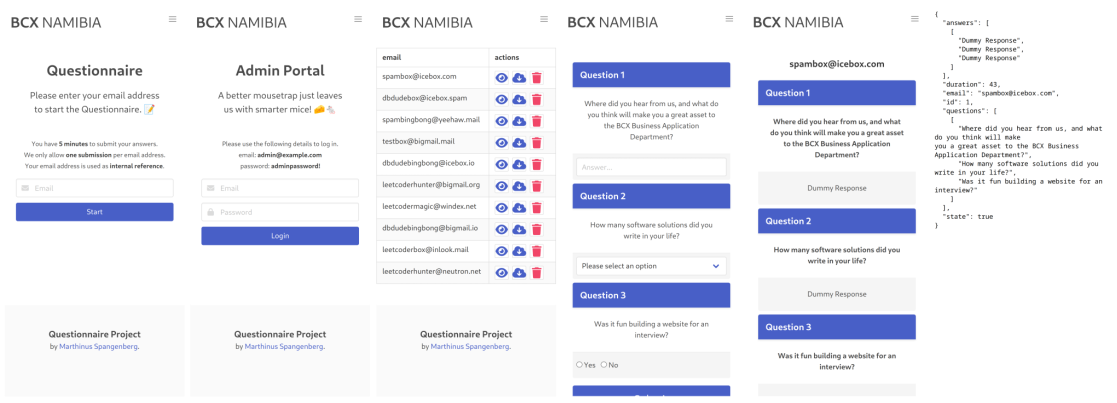 BCX NAMIBIA
Questionnaire
Please enter your email address
to start the Questionnaire. 📝
You have 5 minutes to submit your answers.
We only allow one submission per email address.
Your email address is used as internal reference.
Email
Start
Questionnaire Project
by Marthinus Spangenberg.
BCX NAMIBIA
Admin Portal
A better mousetrap just leaves
us with smarter mice! 🧀🐁
Please use the following details to log in.
email: admin@example.com
password: adminpassword!
Email
Password
Login
Questionnaire Project
by Marthinus Spangenberg.
BCX NAMIBIA
email actions
spambox@icebox.com
dbdudebox@icebox.spam
spambingbong@yeehaw.mail
testbox@bigmail.mail
dbdudebingbong@icebox.io
leetcoderhunter@bigmail.org
leetcodermagic@windex.net
dbdudebingbong@bigmail.io
leetcoderbox@inlook.mail
leetcoderhunter@neutron.net
Questionnaire Project
by Marthinus Spangenberg.
BCX NAMIBIA
Question 1
Where did you hear from us, and what do
you think will make you a great asset to
the BCX Business Application
Department?
Answer...
Question 2
How many software solutions did you
write in your life?
Please select an option
Question 3
Was it fun building a website for an
interview?
Yes No
BCX NAMIBIA
spambox@icebox.com
Question 1
Where did you hear from us, and what
do you think will make you a great asset
to the BCX Business Application
Department?
Dummy Response
Question 2
How many software solutions did you
write in your life?
Dummy Response
Question 3
Was it fun building a website for an
interview?
{
"answers": [
[
"Dummy Response",
"Dummy Response",
"Dummy Response"
]
],
"duration": 43,
"email": "spambox@icebox.com",
"id": 1,
"questions": [
[
"Where did you hear from us, and what
do you think will make
you a great asset to the BCX Business
Application Department?",
"How many software solutions did you
write in your life?",
"Was it fun building a website for an
interview?"
]
],
"state": true
}